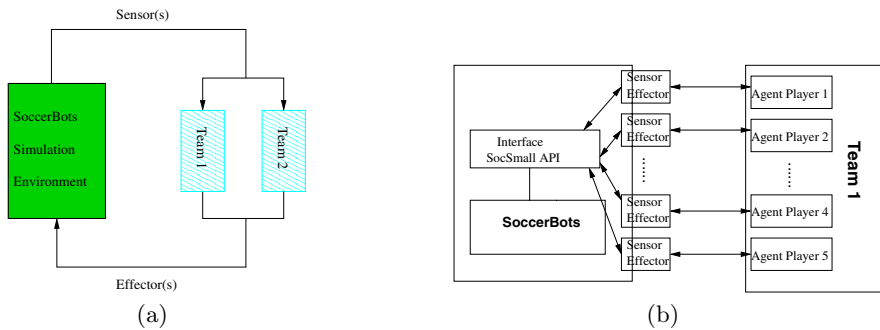 Sensor(s)
SoccerBots
Simulation
Environment
Team 1
Team 2
Effector(s)
(a)
Interface
SocSmall API
SoccerBots
Sensor
Effector
Sensor
Effector
......
Sensor
Effector
Sensor
Effector
Agent Player 1
Agent Player 2
......
Agent Player 4
Agent Player 5
Team 1
(b)